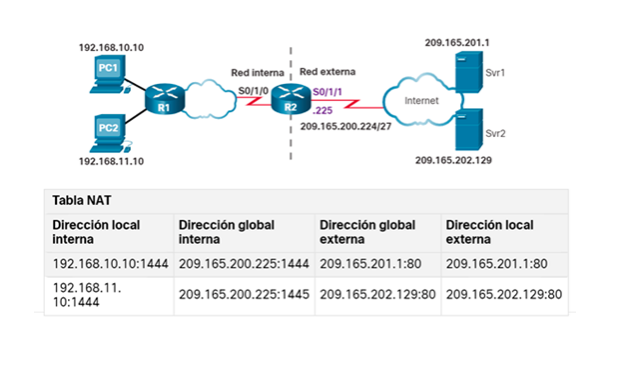 209.165.201.1
192.168.10.10
PC1
Red interna
Red externa
Svr1
S0/1/0
S0/1/1
R1
R2
Internet
.225
PC2
209.165.200.224/27
Svr2
192.168.11.10
209.165.202.129
Tabla NAT
Dirección local interna
Dirección global interna
Dirección global externa
Dirección local externa
192.168.10.10:1444
209.165.200.225:1444
209.165.201.1:80
209.165.201.1:80
192.168.11.
10:1444
209.165.200.225:1445
209.165.202.129:80
209.165.202.129:80